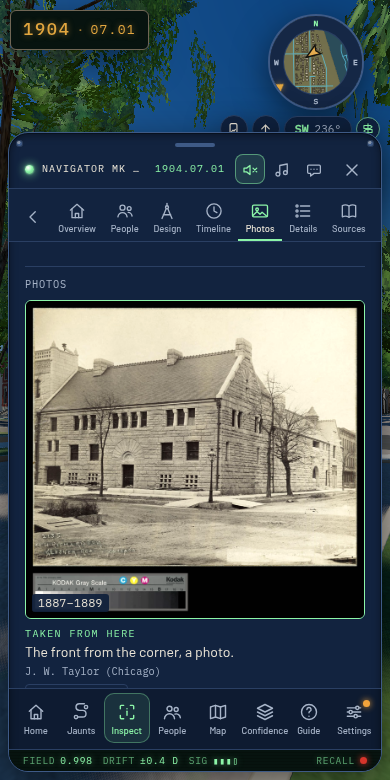 1904 · 07.01
N
W
E
S
SW 236°
NAVIGATOR MK …
1904.07.01
Overview
People
Design
Timeline
Photos
Details
Sources
PHOTOS
KODAK Gray Scale
C
Y
M
Kodak
1887–1889
TAKEN FROM HERE
The front from the corner, a photo.
J. W. Taylor (Chicago)
Home
Jaunts
Inspect
People
Map
Confidence
Guide
Settings
FIELD 0.998
DRIFT ±0.4 D
SIG
RECALL